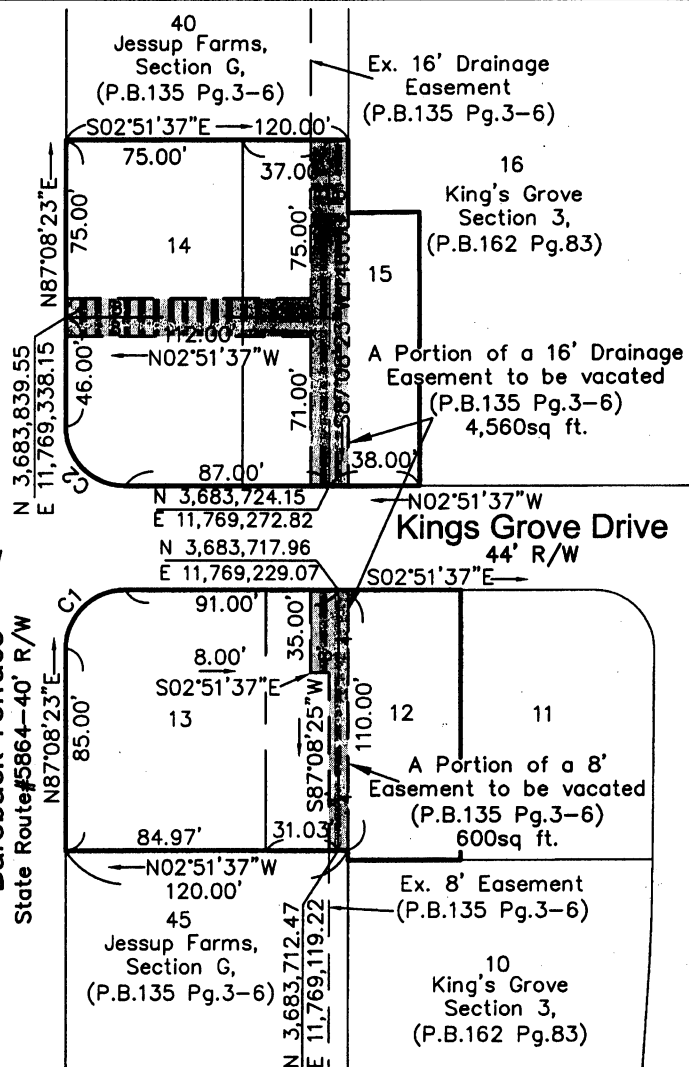 40
Jessup Farms,
Section G,
(P.B.135 Pg.3-6)
Ex. 16' Drainage
Easement
(P.B.135 Pg.3-6)
S02°51'37"E
120.00'
75.00'
37.00'
16
King's Grove
Section 3,
(P.B.162 Pg.83)
N87°08'23"E
75.00'
14
75.00'
15
S87°08'23"W 146.00'
112.00'
N02°51'37"W
46.00'
71.00'
A Portion of a 16' Drainage
Easement to be vacated
(P.B.135 Pg.3-6)
4,560sq ft.
N 3,683,839.55
E 11,769,338.15
C2
87.00'
38.00'
N 3,683,724.15
E 11,769,272.82
N02°51'37"W
Kings Grove Drive
44' R/W
N 3,683,717.96
E 11,769,229.07
S02°51'37"E
C1
91.00'
35.00'
8.00'
S02°51'37"E
N87°08'23"E
85.00'
13
S87°08'25"W
110.00'
12
11
A Portion of a 8'
Easement to be vacated
(P.B.135 Pg.3-6)
600sq ft.
State Route#5864-40' R/W
84.97'
31.03'
N02°51'37"W
120.00'
45
Jessup Farms,
Section G,
(P.B.135 Pg.3-6)
N 3,683,712.47
E 11,769,119.22
Ex. 8' Easement
(P.B.135 Pg.3-6)
10
King's Grove
Section 3,
(P.B.162 Pg.83)